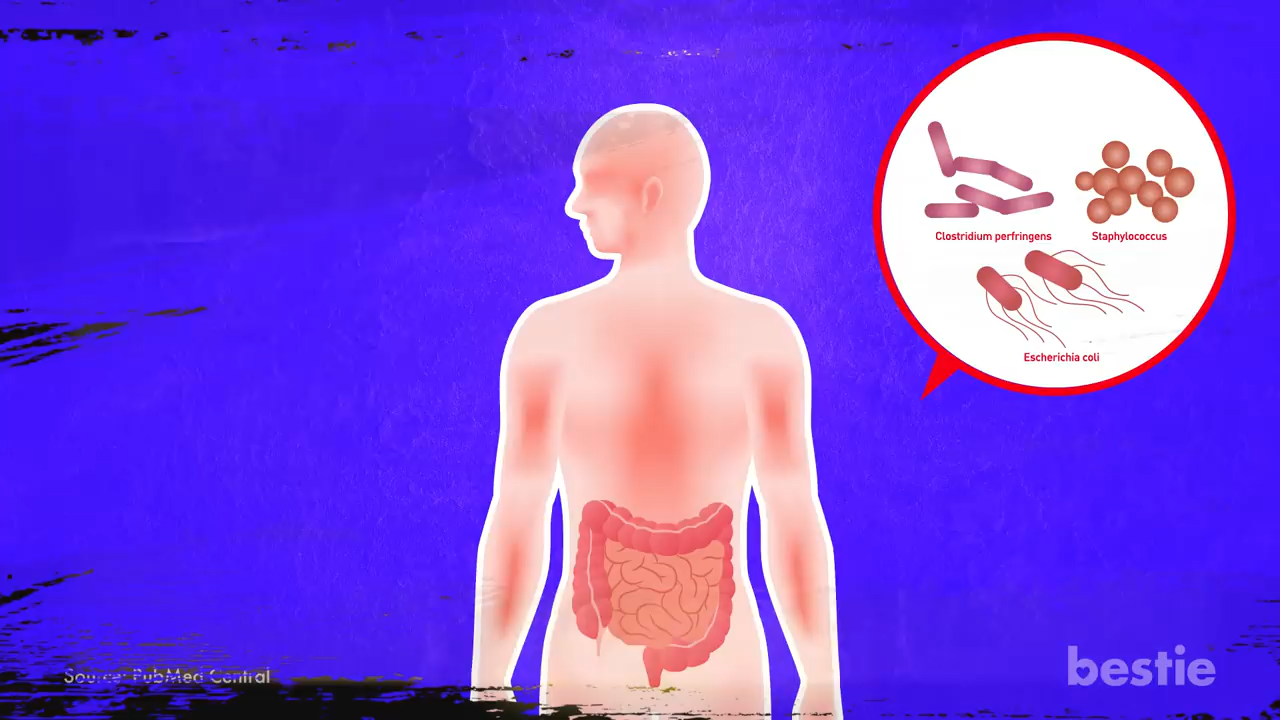 Clostridium perfringens
Staphylococcus
Escherichia coli
Source: PubMed Central
bestie